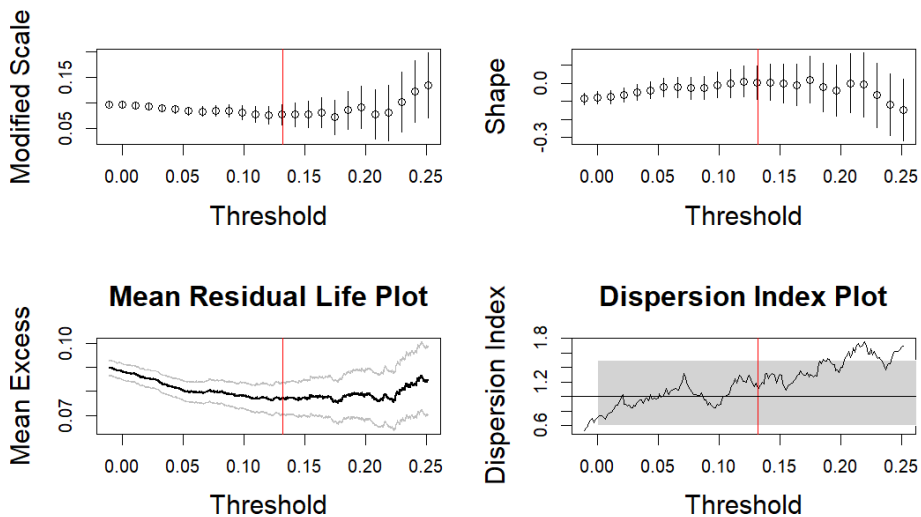 Modified Scale
0.05 0.15
0.00 0.05 0.10 0.15 0.20 0.25
Threshold
Shape
-0.3 0.0
0.00 0.05 0.10 0.15 0.20 0.25
Threshold
Mean Residual Life Plot
Mean Excess
0.07 0.10
0.00 0.05 0.10 0.15 0.20 0.25
Threshold
Dispersion Index Plot
Dispersion Index
0.6 1.2 1.8
0.00 0.05 0.10 0.15 0.20 0.25
Threshold